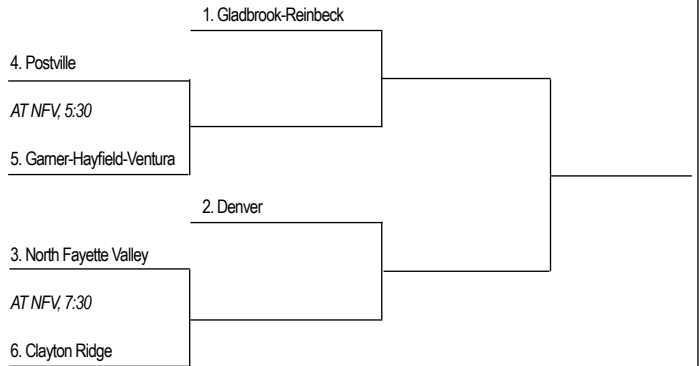 1. Gladbrook-Reinbeck
4. Postville
AT NFV, 5:30
5. Garner-Hayfield-Ventura
2. Denver
3. North Fayette Valley
AT NFV, 7:30
6. Clayton Ridge